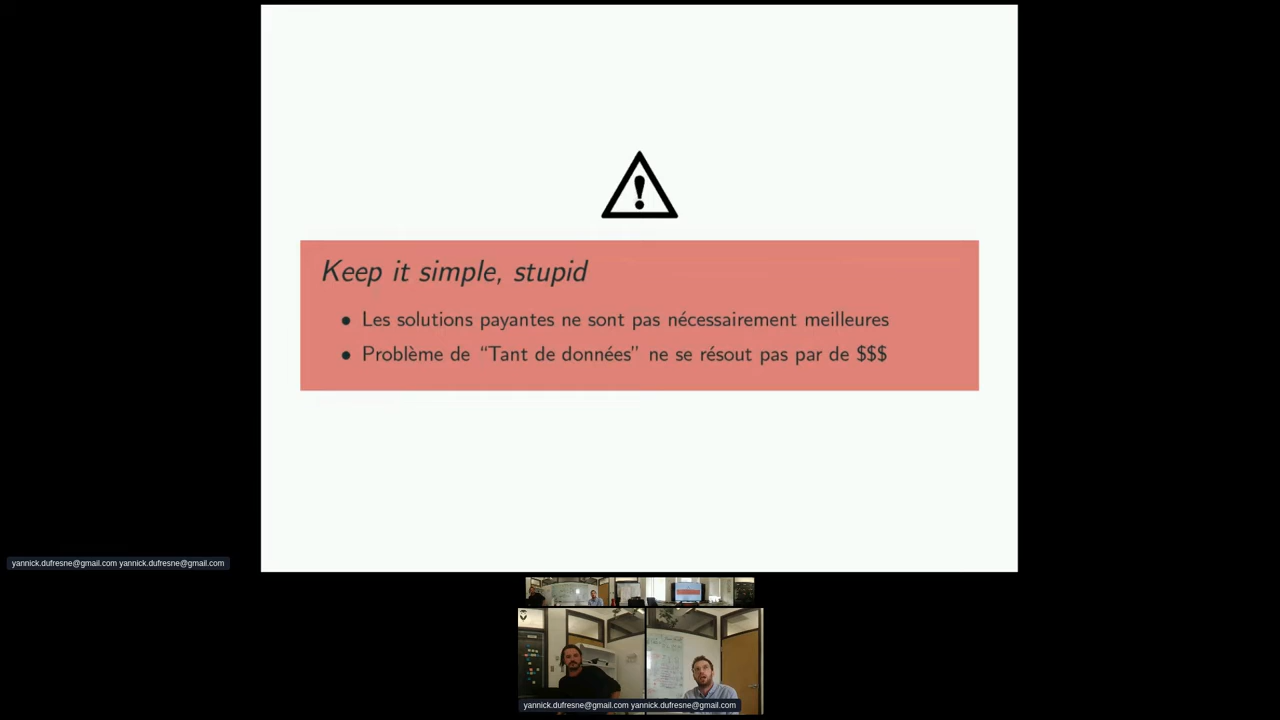 Keep it simple, stupid
• Les solutions payantes ne sont pas nécessairement meilleures
• Problème de “Tant de données” ne se résout pas par de $$$
yannick.dufresne@gmail.com yannick.dufresne@gmail.com
yannick.dufresne@gmail.com yannick.dufresne@gmail.com